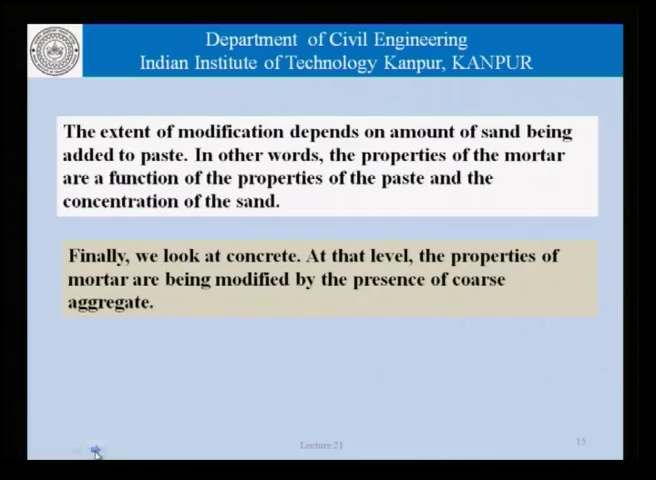 Department of Civil Engineering
Indian Institute of Technology Kanpur, KANPUR
The extent of modification depends on amount of sand being
added to paste. In other words, the properties of the mortar
are a function of the properties of the paste and the
concentration of the sand.
Finally, we look at concrete. At that level, the properties of
mortar are being modified by the presence of coarse
aggregate.
Lecture 21
15